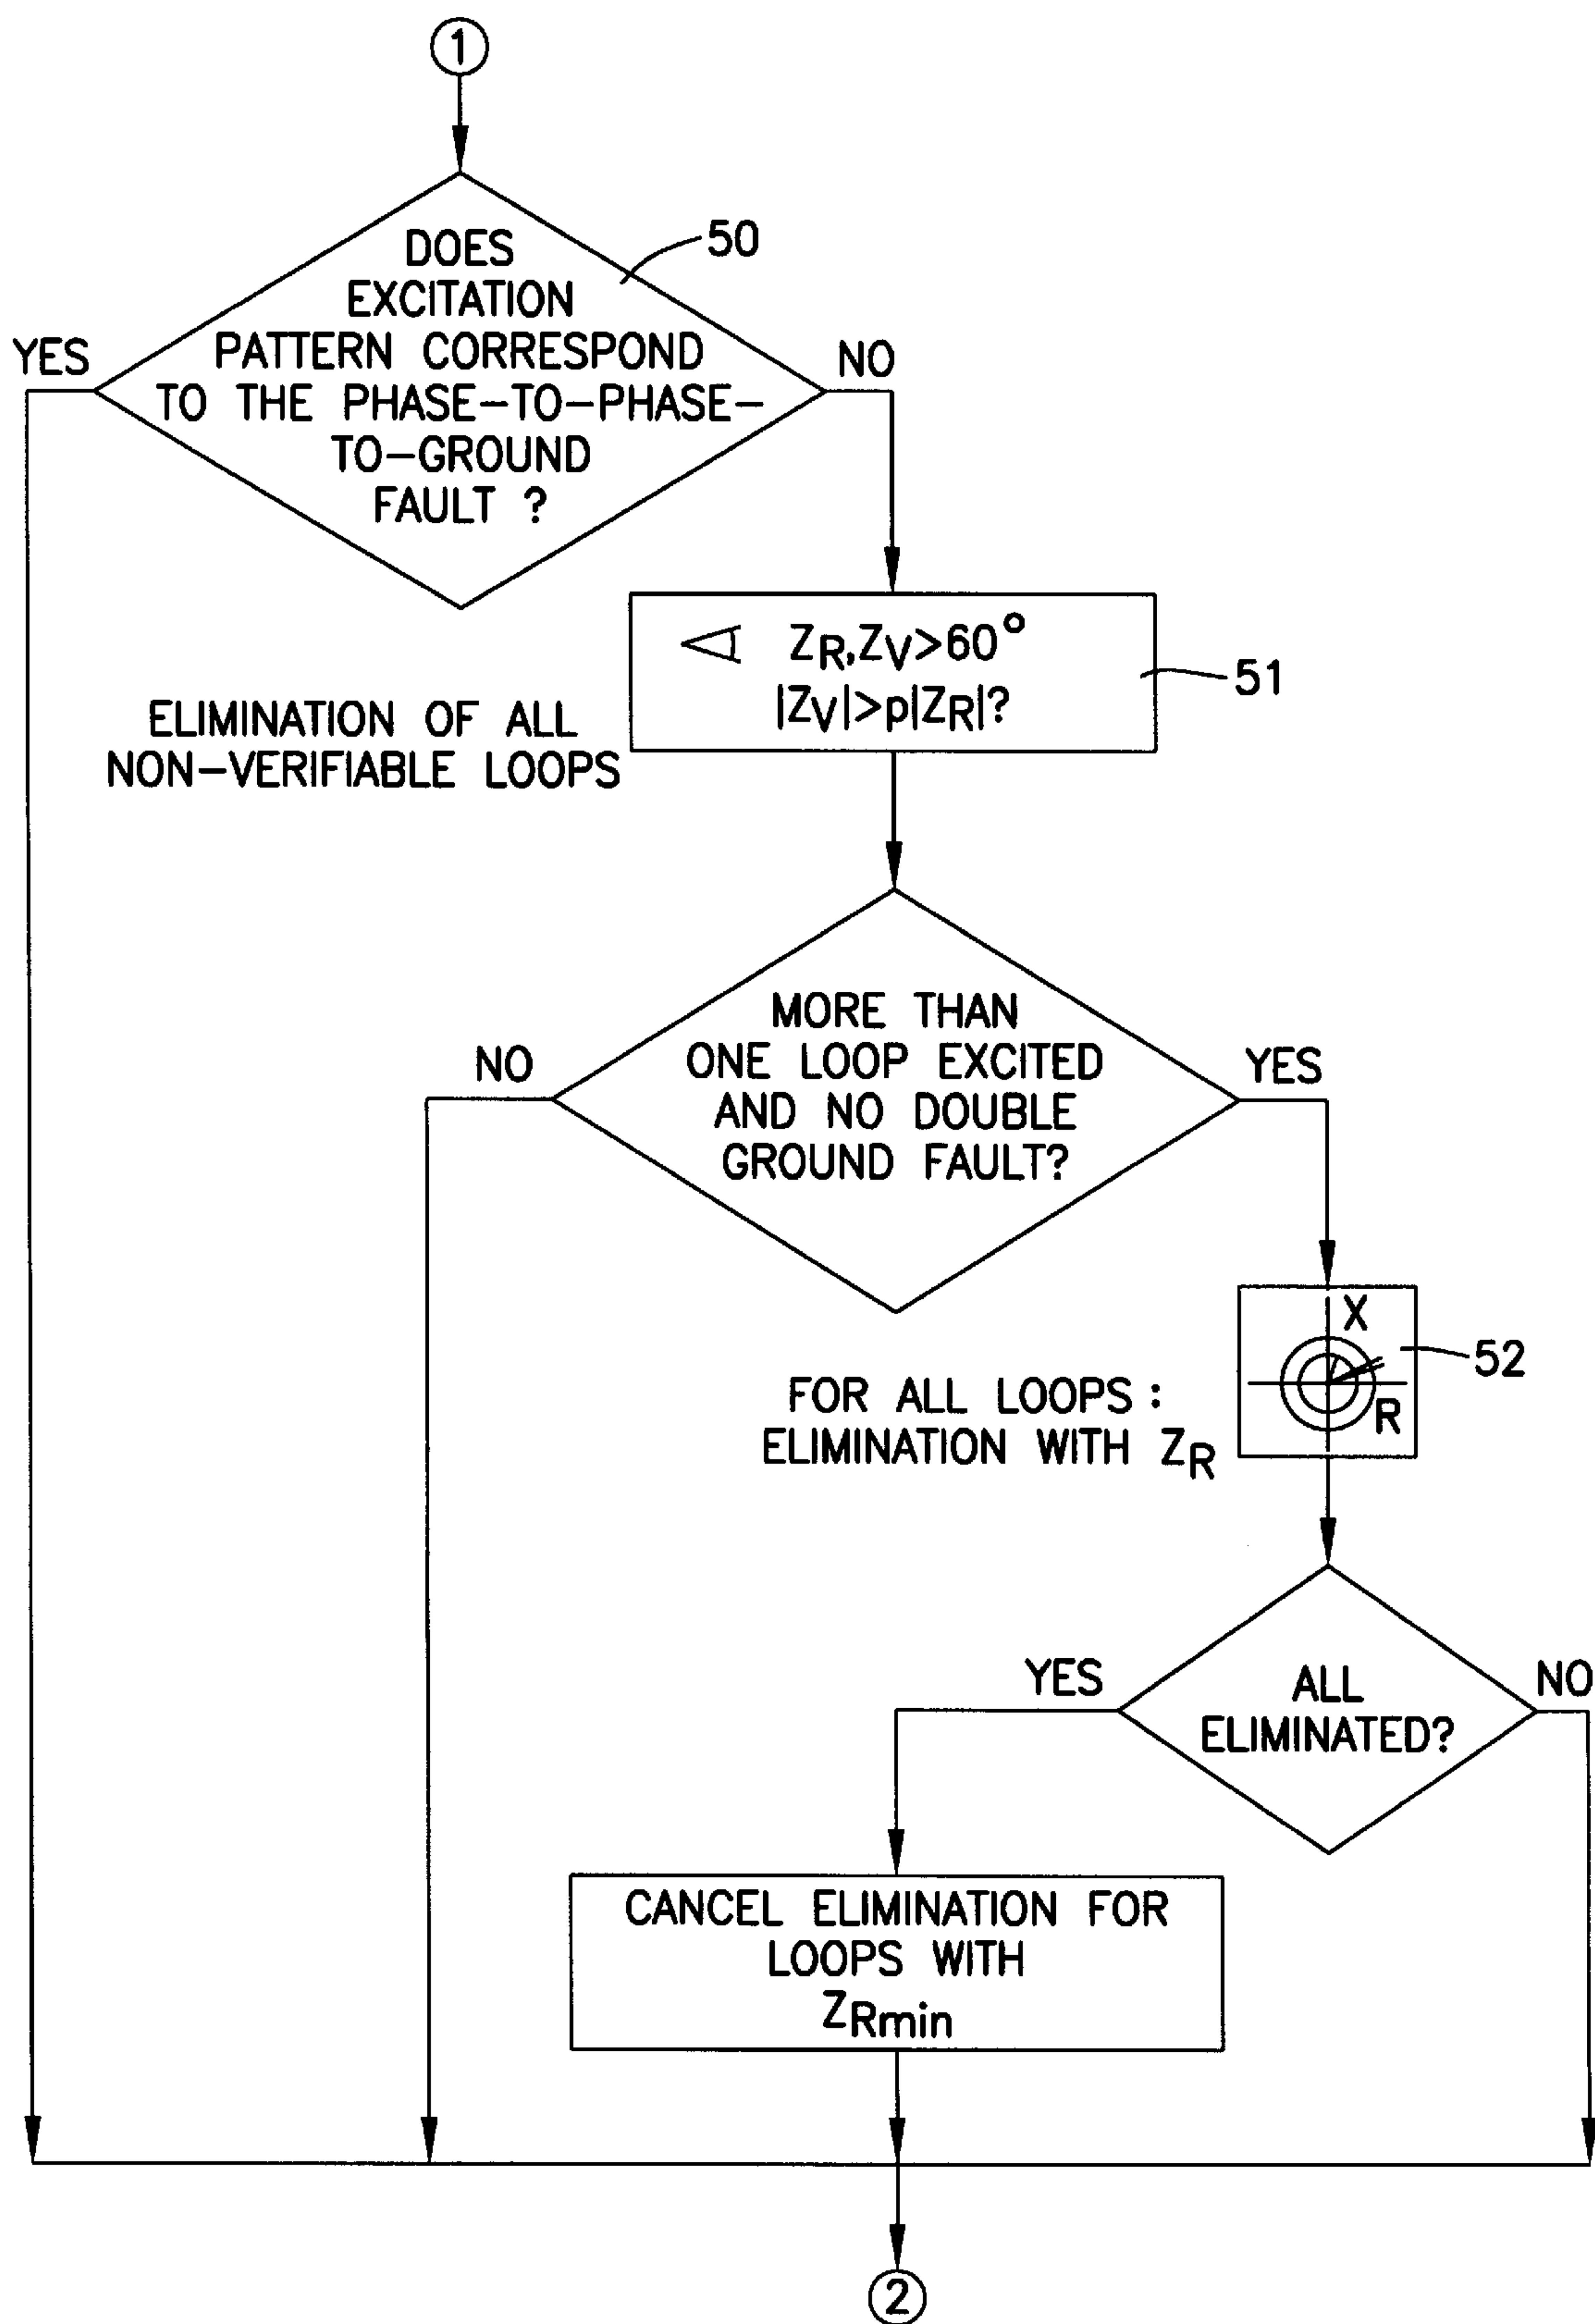 1
DOES
EXCITATION
PATTERN CORRESPOND
TO THE PHASE-TO-PHASE-
TO-GROUND
FAULT ?
50
YES
NO
∢ ZR,ZV>60°
|ZV|>p|ZR|?
51
ELIMINATION OF ALL
NON-VERIFIABLE LOOPS
MORE THAN
ONE LOOP EXCITED
AND NO DOUBLE
GROUND FAULT?
NO
YES
X
R
52
FOR ALL LOOPS :
ELIMINATION WITH ZR
ALL
ELIMINATED?
YES
NO
CANCEL ELIMINATION FOR
LOOPS WITH
ZRmin
2